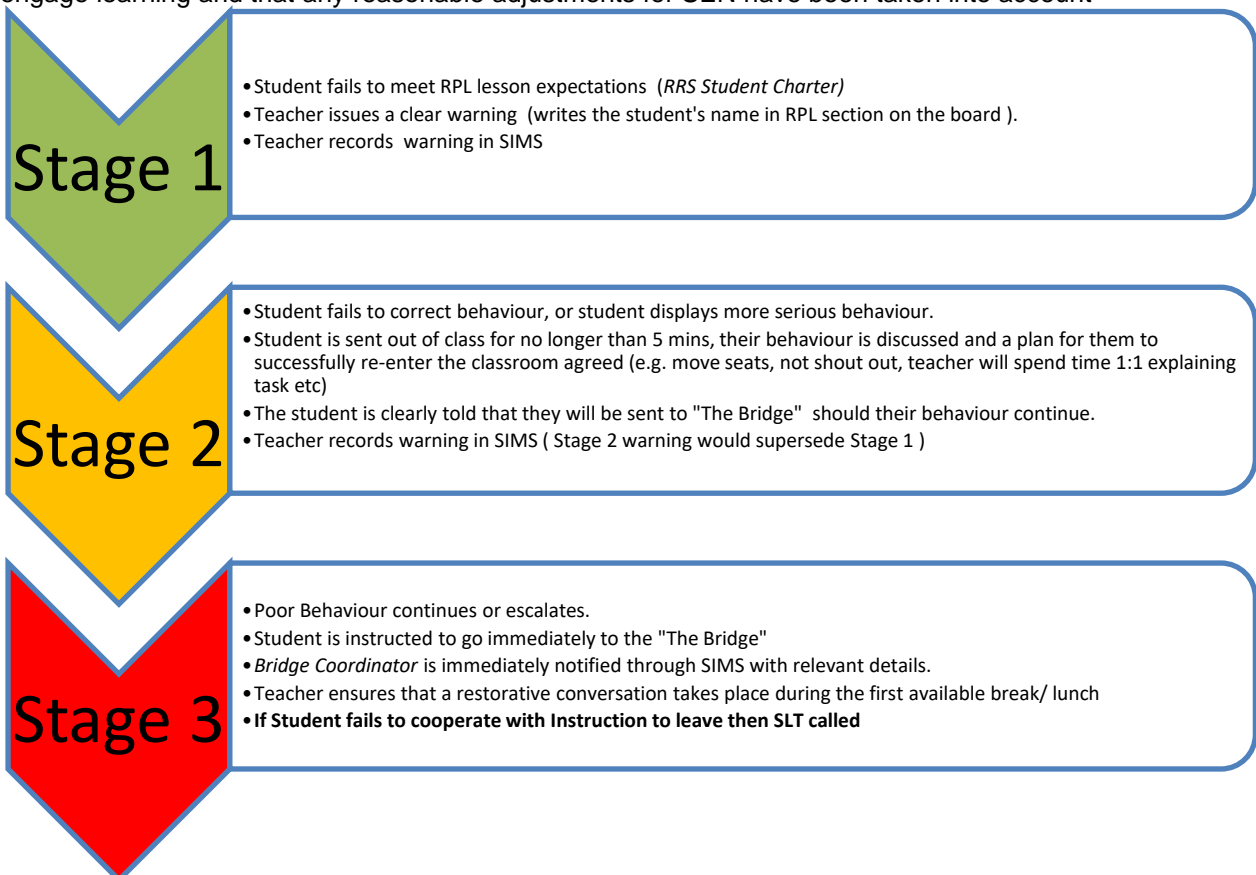 engage learning and that any reasonable adjustments for SEN have been taken into account
Stage 1
•Student fails to meet RPL lesson expectations (RRS Student Charter)
•Teacher issues a clear warning (writes the student's name in RPL section on the board ).
•Teacher records warning in SIMS
Stage 2
•Student fails to correct behaviour, or student displays more serious behaviour.
•Student is sent out of class for no longer than 5 mins, their behaviour is discussed and a plan for them to
successfully re-enter the classroom agreed (e.g. move seats, not shout out, teacher will spend time 1:1 explaining
task etc)
•The student is clearly told that they will be sent to "The Bridge" should their behaviour continue.
•Teacher records warning in SIMS ( Stage 2 warning would supersede Stage 1 )
Stage 3
•Poor Behaviour continues or escalates.
•Student is instructed to go immediately to the "The Bridge"
•Bridge Coordinator is immediately notified through SIMS with relevant details.
•Teacher ensures that a restorative conversation takes place during the first available break/ lunch
•If Student fails to cooperate with Instruction to leave then SLT called